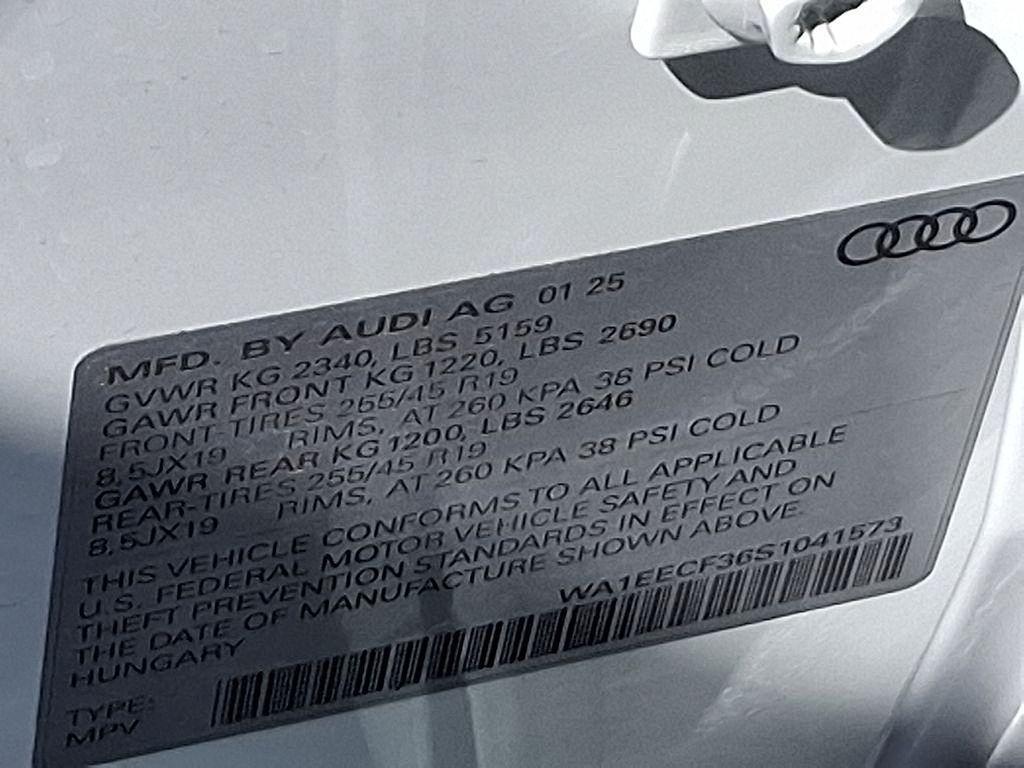 MFD. BY AUDI AG 01 25
GVWR KG 2340, LBS 5159
GAWR FRONT KG 1220, LBS 2690
FRONT-TIRES 255/45 R19
8,5JX19 RIMS, AT 260 KPA 38 PSI COLD
GAWR REAR KG 1200, LBS 2646
REAR-TIRES 255/45 R19
8,5JX19 RIMS, AT 260 KPA 38 PSI COLD
THIS VEHICLE CONFORMS TO ALL APPLICABLE
U.S. FEDERAL MOTOR VEHICLE SAFETY AND
THEFT PREVENTION STANDARDS IN EFFECT ON
THE DATE OF MANUFACTURE SHOWN ABOVE.
HUNGARY
WA1EECF36S1041573
TYPE:
MPV